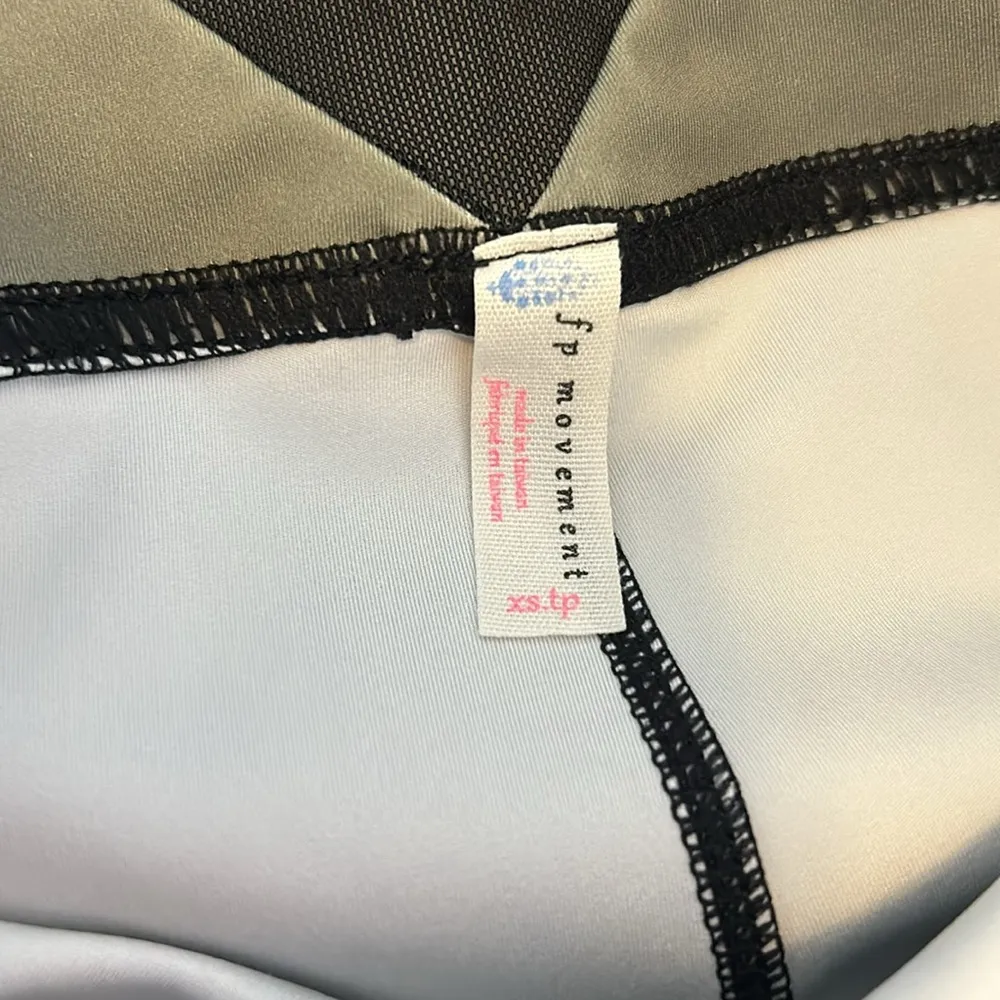 fp movement
made in taiwan
fabriqué en taiwan
xs.tp